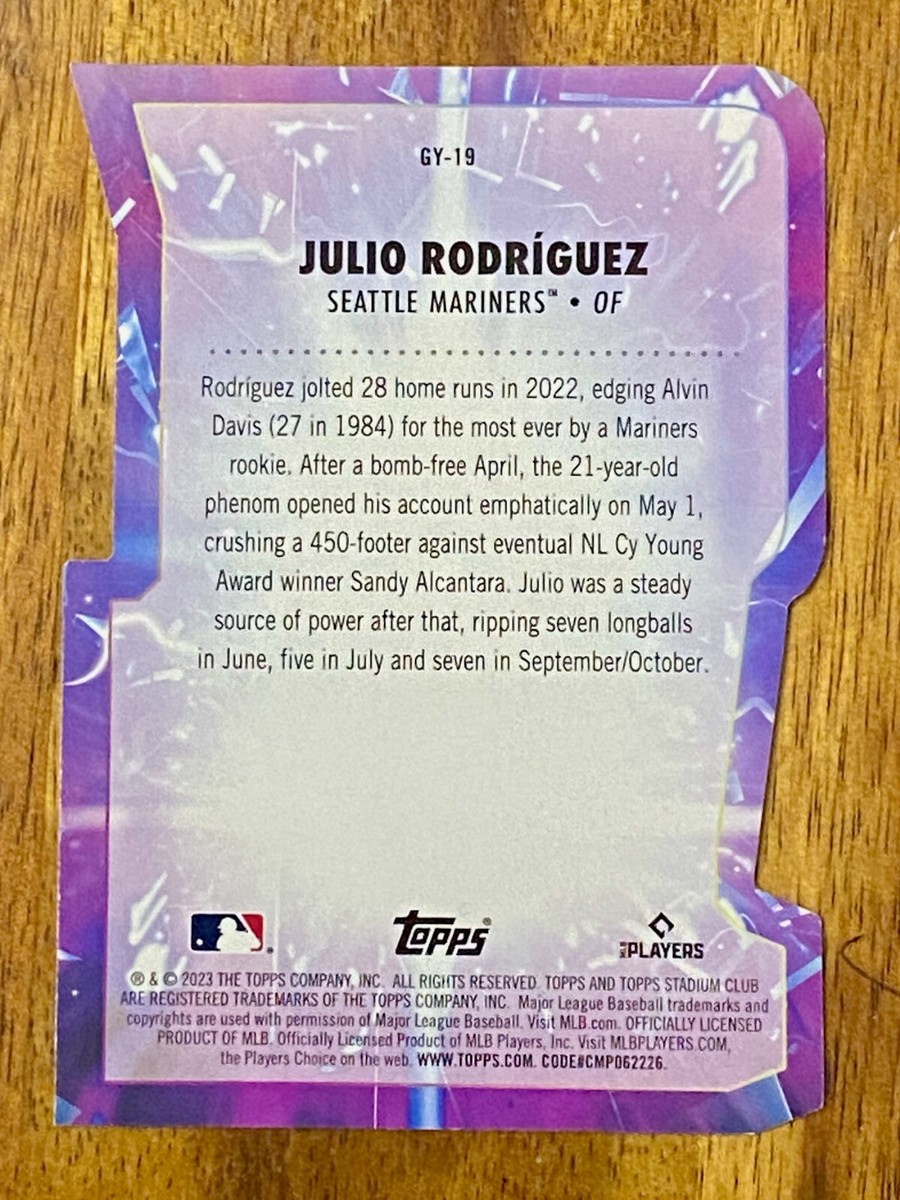 GY-19
JULIO RODRÍGUEZ
SEATTLE MARINERS™ • OF
Rodríguez jolted 28 home runs in 2022, edging Alvin
Davis (27 in 1984) for the most ever by a Mariners
rookie. After a bomb-free April, the 21-year-old
phenom opened his account emphatically on May 1,
crushing a 450-footer against eventual NL Cy Young
Award winner Sandy Alcantara. Julio was a steady
source of power after that, ripping seven longballs
in June, five in July and seven in September/October.
Topps®
MLB PLAYERS
® & © 2023 THE TOPPS COMPANY, INC. ALL RIGHTS RESERVED. TOPPS AND TOPPS STADIUM CLUB
ARE REGISTERED TRADEMARKS OF THE TOPPS COMPANY, INC. Major League Baseball trademarks and
copyrights are used with permission of Major League Baseball. Visit MLB.com. OFFICIALLY LICENSED
PRODUCT OF MLB. Officially Licensed Product of MLB Players, Inc. Visit MLBPLAYERS.COM,
the Players Choice on the web. WWW.TOPPS.COM. CODE#CMP062226.